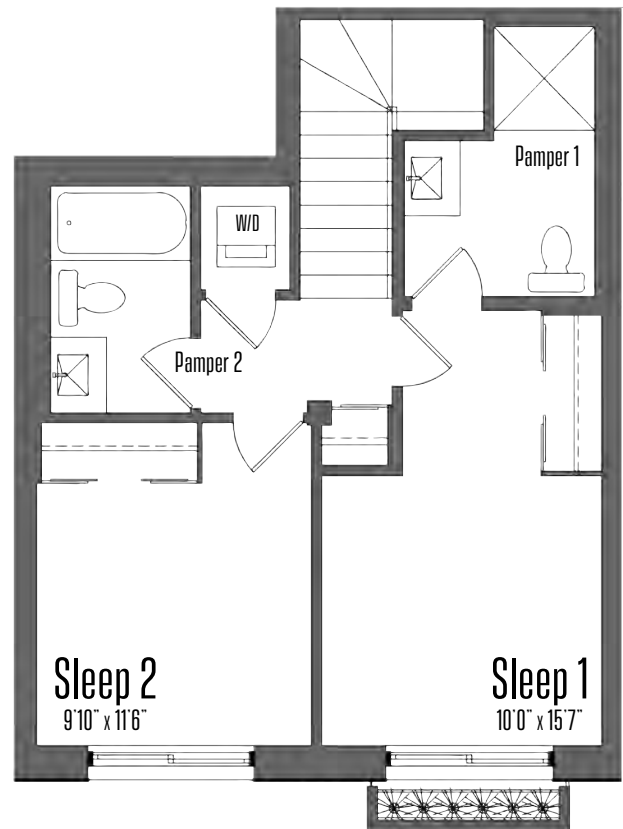 Pamper 1
W/D
Pamper 2
Sleep 2
9'10" x 11'6"
Sleep 1
10'0" x 15'7"